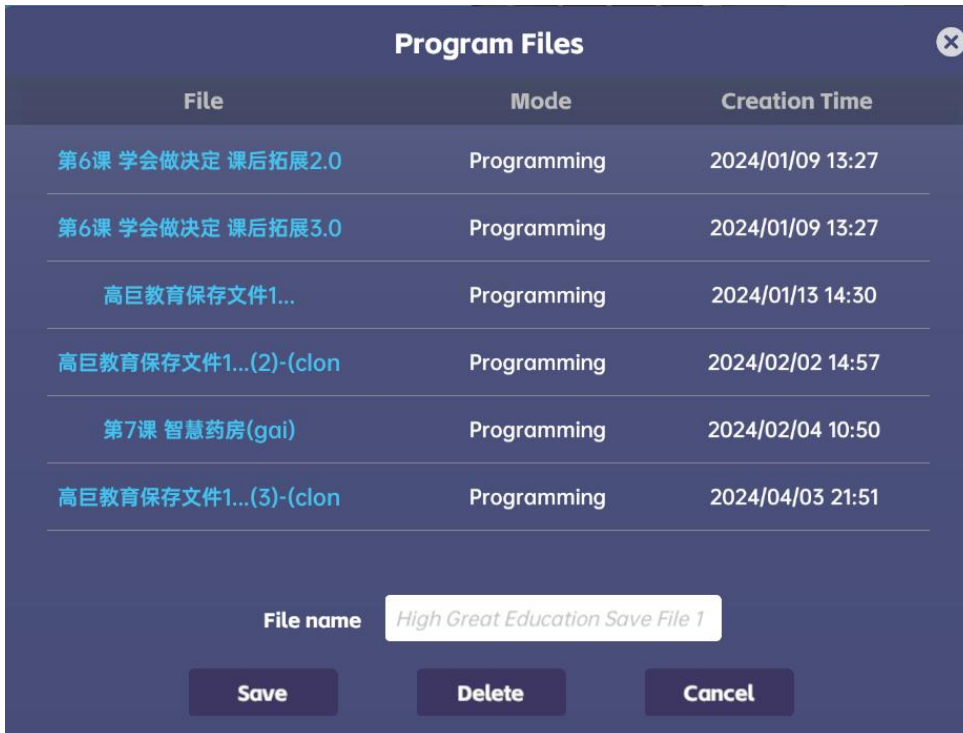 Program Files
File Mode Creation Time
第6课 学会做决定 课后拓展2.0 Programming 2024/01/09 13:27
第6课 学会做决定 课后拓展3.0 Programming 2024/01/09 13:27
高巨教育保存文件1... Programming 2024/01/13 14:30
高巨教育保存文件1...(2)-(clon Programming 2024/02/02 14:57
第7课 智慧药房(gai) Programming 2024/02/04 10:50
高巨教育保存文件1...(3)-(clon Programming 2024/04/03 21:51
File name High Great Education Save File 1
Save Delete Cancel